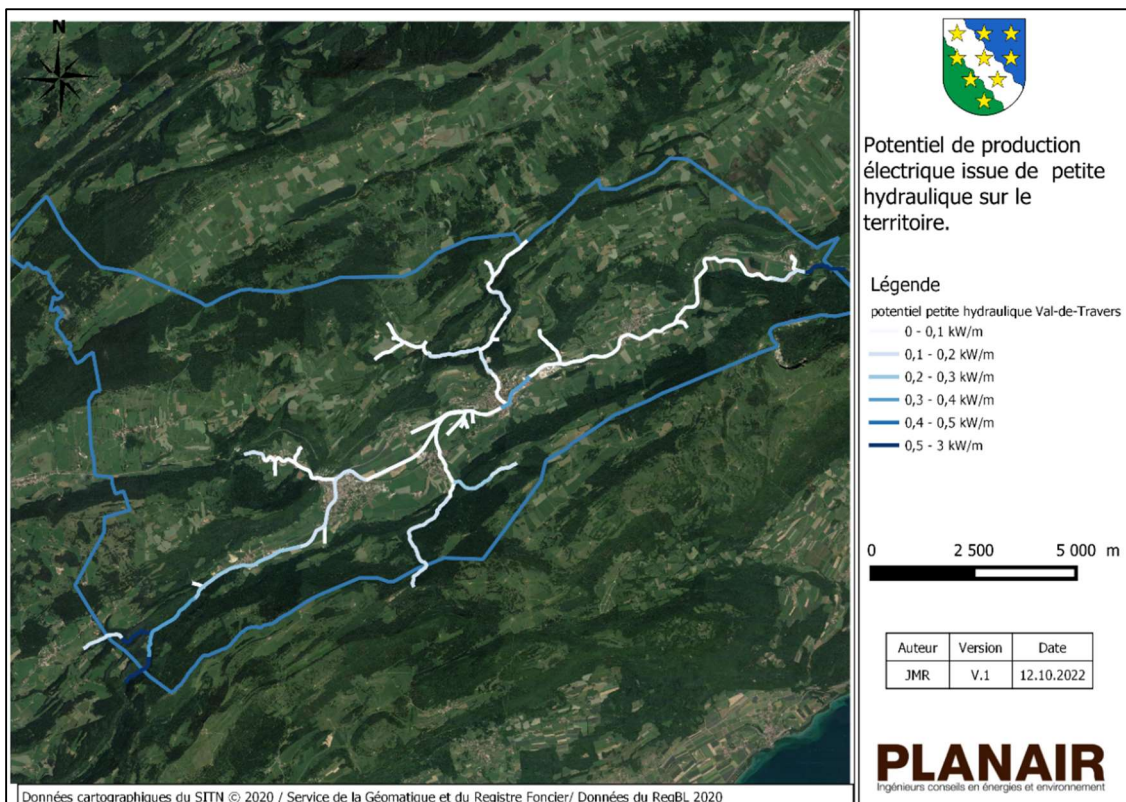 N
Potentiel de production
électrique issue de petite
hydraulique sur le
territoire.
Légende
potentiel petite hydraulique Val-de-Travers
0 - 0,1 kW/m
0,1 - 0,2 kW/m
0,2 - 0,3 kW/m
0,3 - 0,4 kW/m
0,4 - 0,5 kW/m
0,5 - 3 kW/m
0 2 500 5 000 m
Auteur Version Date
JMR V.1 12.10.2022
PLANAIR
Ingénieurs conseils en énergies et environnement
Données cartographiques du SITN © 2020 / Service de la Géomatique et du Registre Foncier/ Données du RegBL 2020